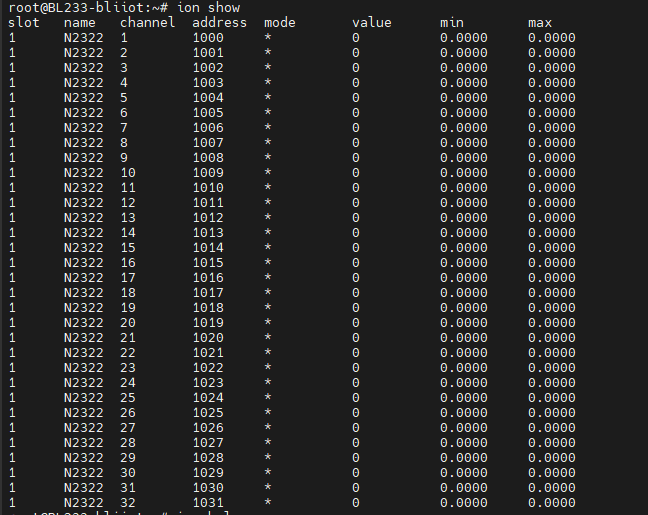 root@BL233-bliiot:~# ion show
slot name channel address mode value min max
1 N2322 1 1000 * 0 0.0000 0.0000
1 N2322 2 1001 * 0 0.0000 0.0000
1 N2322 3 1002 * 0 0.0000 0.0000
1 N2322 4 1003 * 0 0.0000 0.0000
1 N2322 5 1004 * 0 0.0000 0.0000
1 N2322 6 1005 * 0 0.0000 0.0000
1 N2322 7 1006 * 0 0.0000 0.0000
1 N2322 8 1007 * 0 0.0000 0.0000
1 N2322 9 1008 * 0 0.0000 0.0000
1 N2322 10 1009 * 0 0.0000 0.0000
1 N2322 11 1010 * 0 0.0000 0.0000
1 N2322 12 1011 * 0 0.0000 0.0000
1 N2322 13 1012 * 0 0.0000 0.0000
1 N2322 14 1013 * 0 0.0000 0.0000
1 N2322 15 1014 * 0 0.0000 0.0000
1 N2322 16 1015 * 0 0.0000 0.0000
1 N2322 17 1016 * 0 0.0000 0.0000
1 N2322 18 1017 * 0 0.0000 0.0000
1 N2322 19 1018 * 0 0.0000 0.0000
1 N2322 20 1019 * 0 0.0000 0.0000
1 N2322 21 1020 * 0 0.0000 0.0000
1 N2322 22 1021 * 0 0.0000 0.0000
1 N2322 23 1022 * 0 0.0000 0.0000
1 N2322 24 1023 * 0 0.0000 0.0000
1 N2322 25 1024 * 0 0.0000 0.0000
1 N2322 26 1025 * 0 0.0000 0.0000
1 N2322 27 1026 * 0 0.0000 0.0000
1 N2322 28 1027 * 0 0.0000 0.0000
1 N2322 29 1028 * 0 0.0000 0.0000
1 N2322 30 1029 * 0 0.0000 0.0000
1 N2322 31 1030 * 0 0.0000 0.0000
1 N2322 32 1031 * 0 0.0000 0.0000